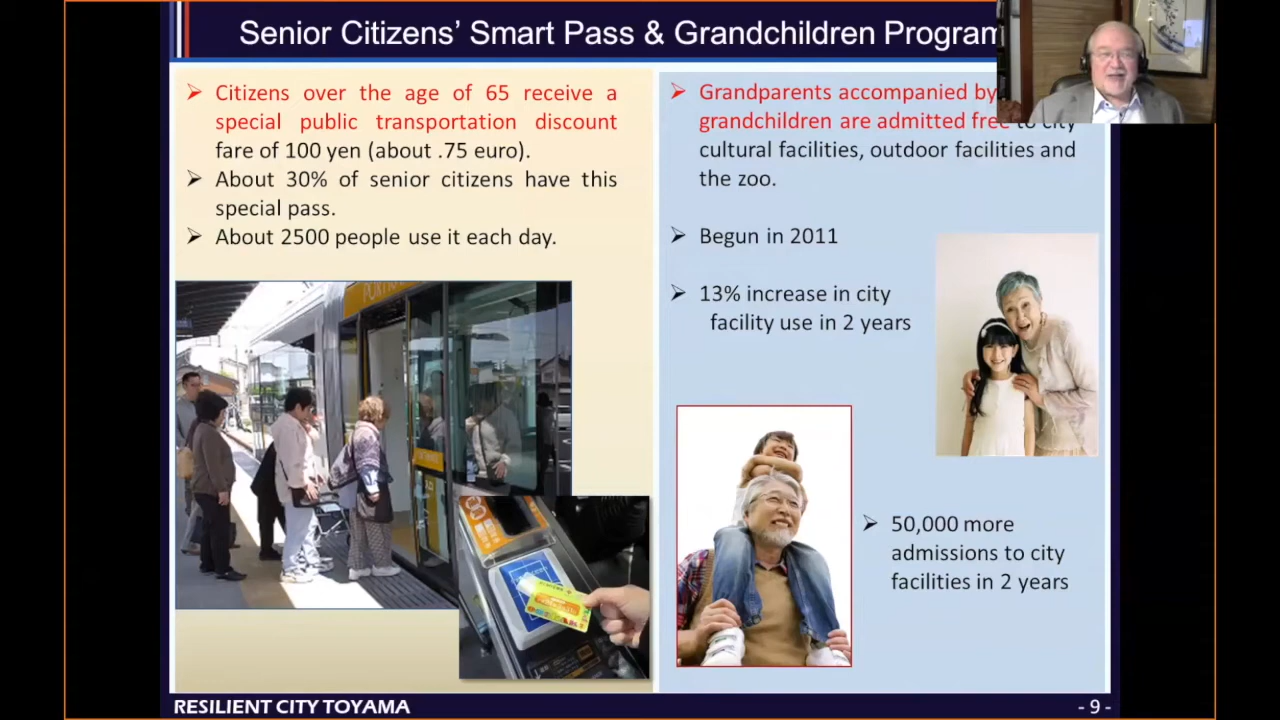 Senior Citizens' Smart Pass & Grandchildren Program
➢ Citizens over the age of 65 receive a
special public transportation discount
fare of 100 yen (about .75 euro).
➢ About 30% of senior citizens have this
special pass.
➢ About 2500 people use it each day.
➢ Grandparents accompanied by
grandchildren are admitted free to city
cultural facilities, outdoor facilities and
the zoo.
➢ Begun in 2011
➢ 13% increase in city
facility use in 2 years
➢ 50,000 more
admissions to city
facilities in 2 years
RESILIENT CITY TOYAMA
- 9 -